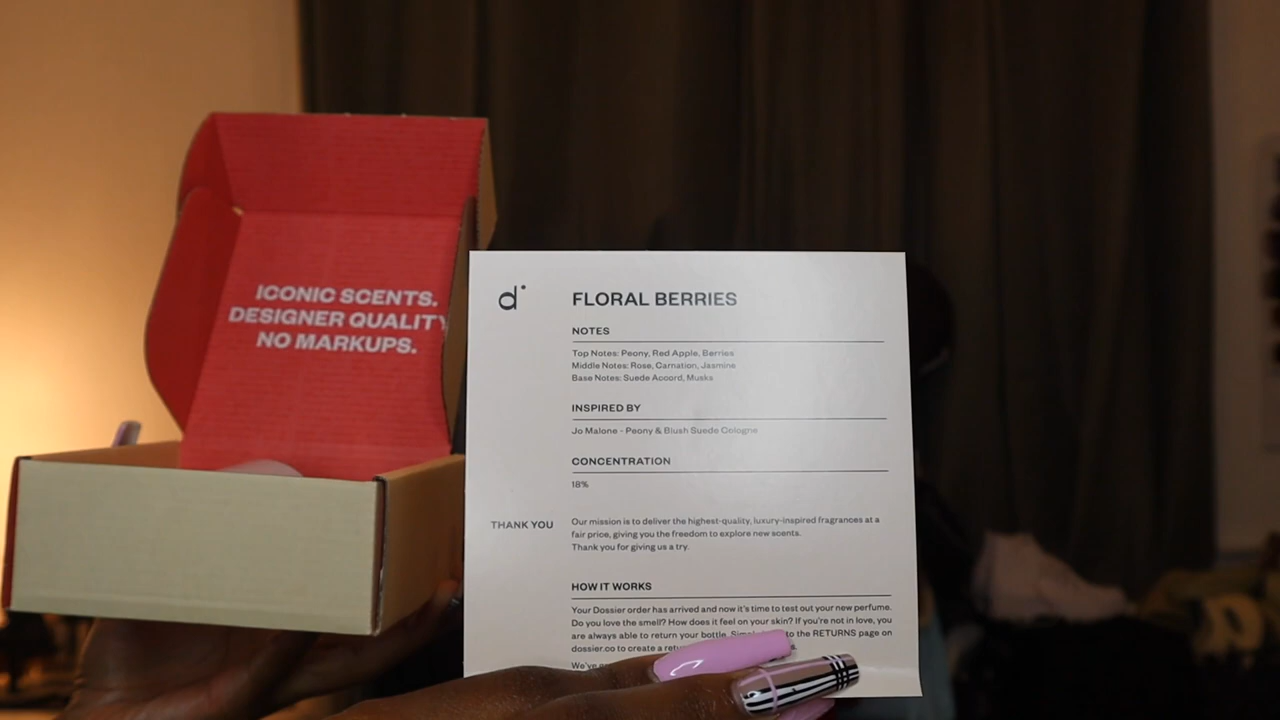 ICONIC SCENTS.
DESIGNER QUALITY
NO MARKUPS.
d
FLORAL BERRIES
NOTES
Top Notes: Peony, Red Apple, Berries
Middle Notes: Rose, Carnation, Jasmine
Base Notes: Suede Accord, Musks
INSPIRED BY
Jo Malone - Peony & Blush Suede Cologne
CONCENTRATION
18%
THANK YOU
Our mission is to deliver the highest-quality, luxury-inspired fragrances at a
fair price, giving you the freedom to explore new scents.
Thank you for giving us a try.
HOW IT WORKS
Your Dossier order has arrived and now it's time to test out your new perfume.
Do you love the smell? How does it feel on your skin? If you're not in love, you
are always able to return your bottle. to the RETURNS page on
dossier.co to create a
We've